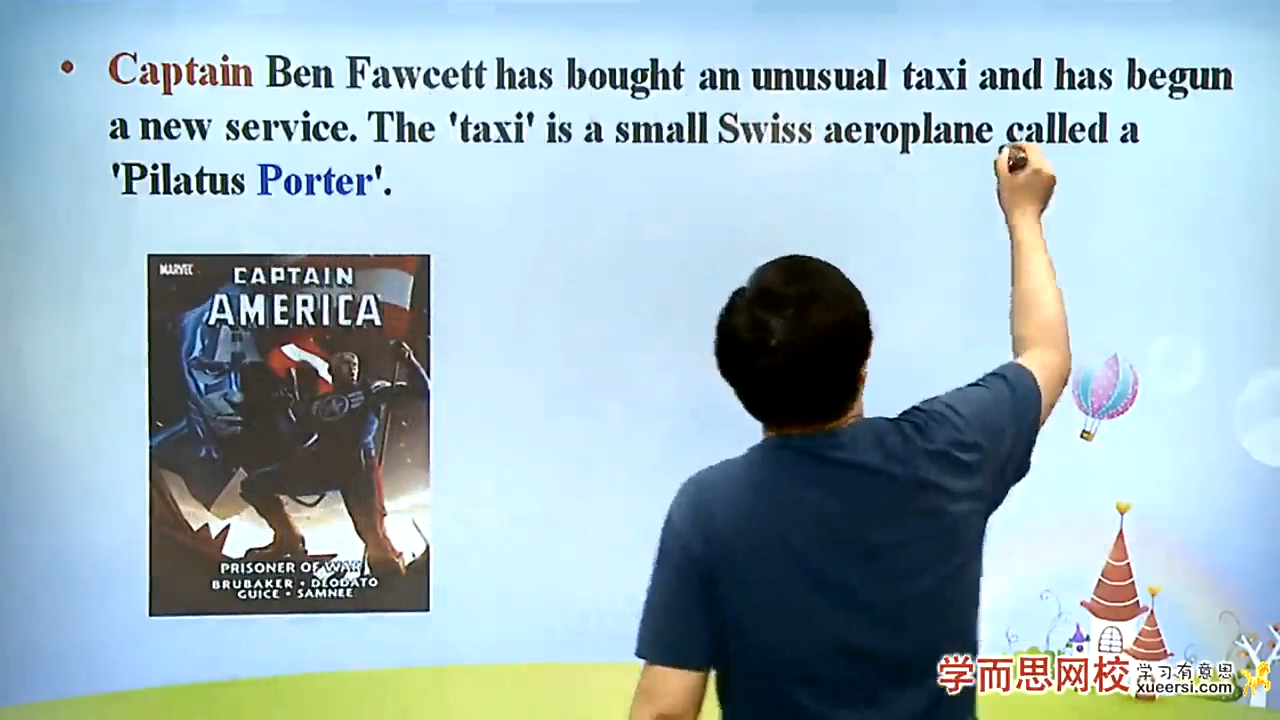 Captain Ben Fawcett has bought an unusual taxi and has begun
a new service. The 'taxi' is a small Swiss aeroplane called a
'Pilatus Porter'.
MARVEL
CAPTAIN
AMERICA
PRISONER OF WAR
BRUBAKER • DEODATO
GUICE • SAMNEE
学而思网校
学习有意思
xueersi.com